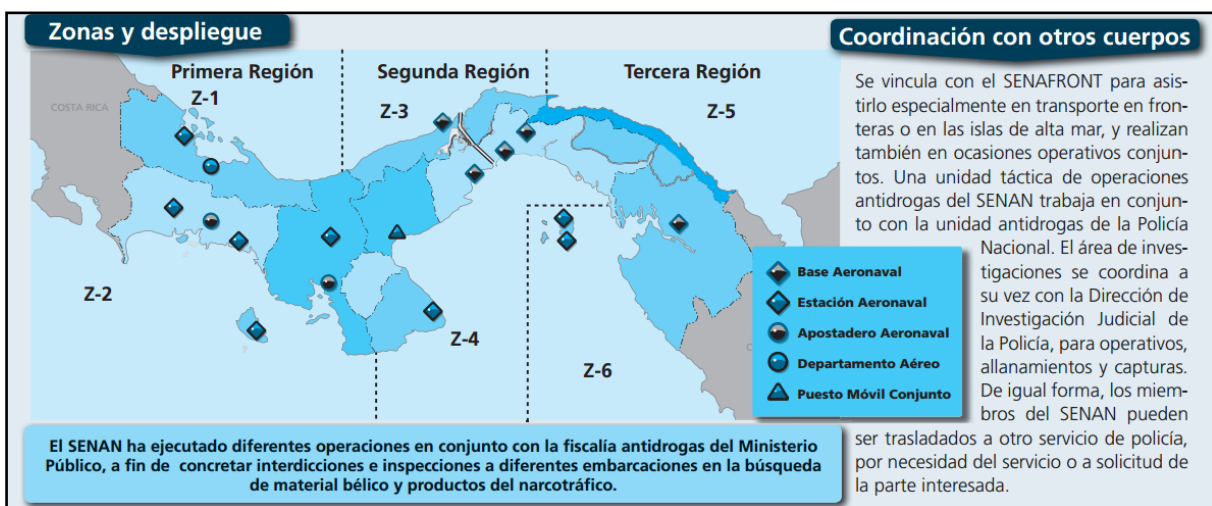 Zonas y despliegue
Primera Región
Segunda Región
Tercera Región
Z-1
Z-3
Z-5
COSTA RICA
Z-2
Z-4
Z-6
Base Aeronaval
Estación Aeronaval
Apostadero Aeronaval
Departamento Aéreo
Puesto Móvil Conjunto
El SENAN ha ejecutado diferentes operaciones en conjunto con la fiscalía antidrogas del Ministerio
Público, a fin de concretar interdicciones e inspecciones a diferentes embarcaciones en la búsqueda
de material bélico y productos del narcotráfico.
Coordinación con otros cuerpos
Se vincula con el SENAFRONT para asis-
tirlo especialmente en transporte en fron-
teras o en las islas de alta mar, y realizan
también en ocasiones operativos conjun-
tos. Una unidad táctica de operaciones
antidrogas del SENAN trabaja en conjun-
to con la unidad antidrogas de la Policía
Nacional. El área de inves-
tigaciones se coordina a
su vez con la Dirección de
Investigación Judicial de
la Policía, para operativos,
allanamientos y capturas.
De igual forma, los miem-
bros del SENAN pueden
ser trasladados a otro servicio de policía,
por necesidad del servicio o a solicitud de
la parte interesada.